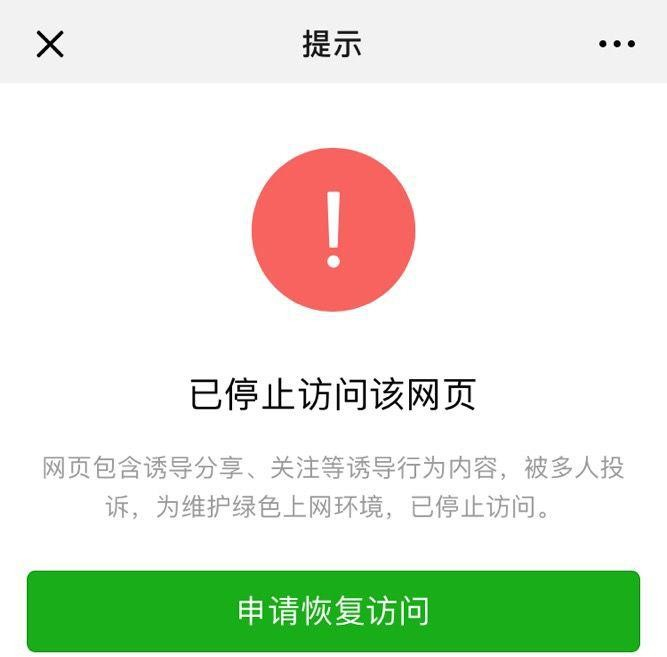 提示
已停止访问该网页
网页包含诱导分享、关注等诱导行为内容，被多人投
诉，为维护绿色上网环境，已停止访问。
申请恢复访问